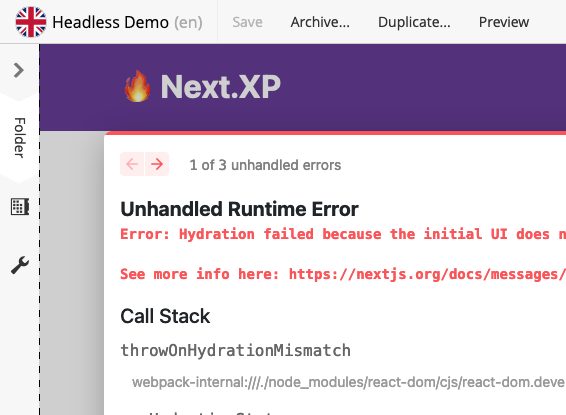 Headless Demo (en) Save Archive... Duplicate... Preview
🔥 Next.XP
Folder
1 of 3 unhandled errors
Unhandled Runtime Error
Error: Hydration failed because the initial UI does
See more info here: https://nextjs.org/docs/messages/
Call Stack
throwOnHydrationMismatch
webpack-internal:///./node_modules/react-dom/cjs/react-dom.deve